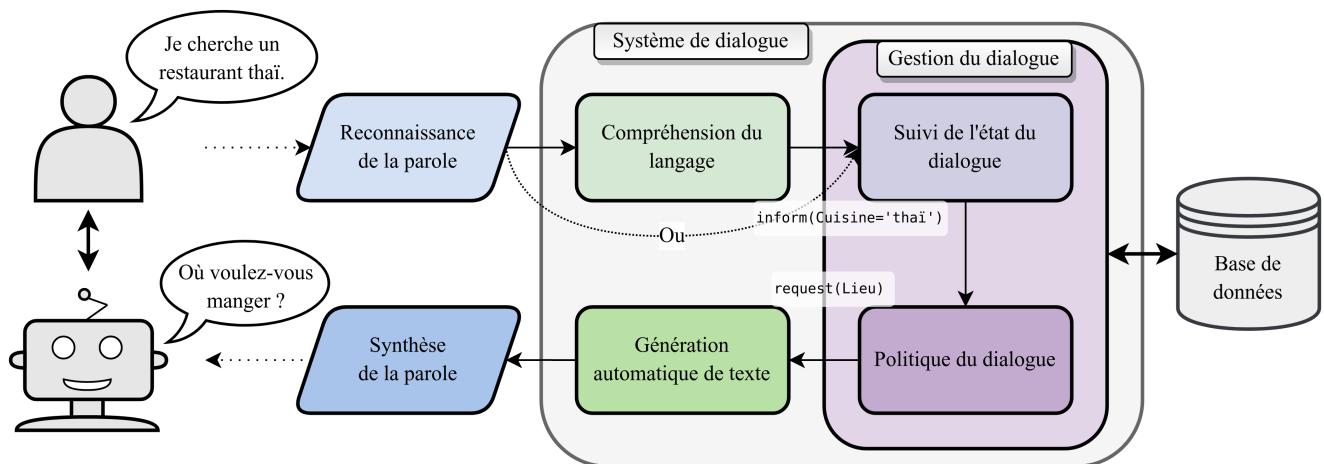 Je cherche un
restaurant thaï.
Système de dialogue
Gestion du dialogue
Reconnaissance
de la parole
Compréhension du
langage
Suivi de l'état du
dialogue
inform(Cuisine='thaï')
Ou
Base de
données
Où voulez-vous
manger ?
request(Lieu)
Synthèse
de la parole
Génération
automatique de texte
Politique du dialogue